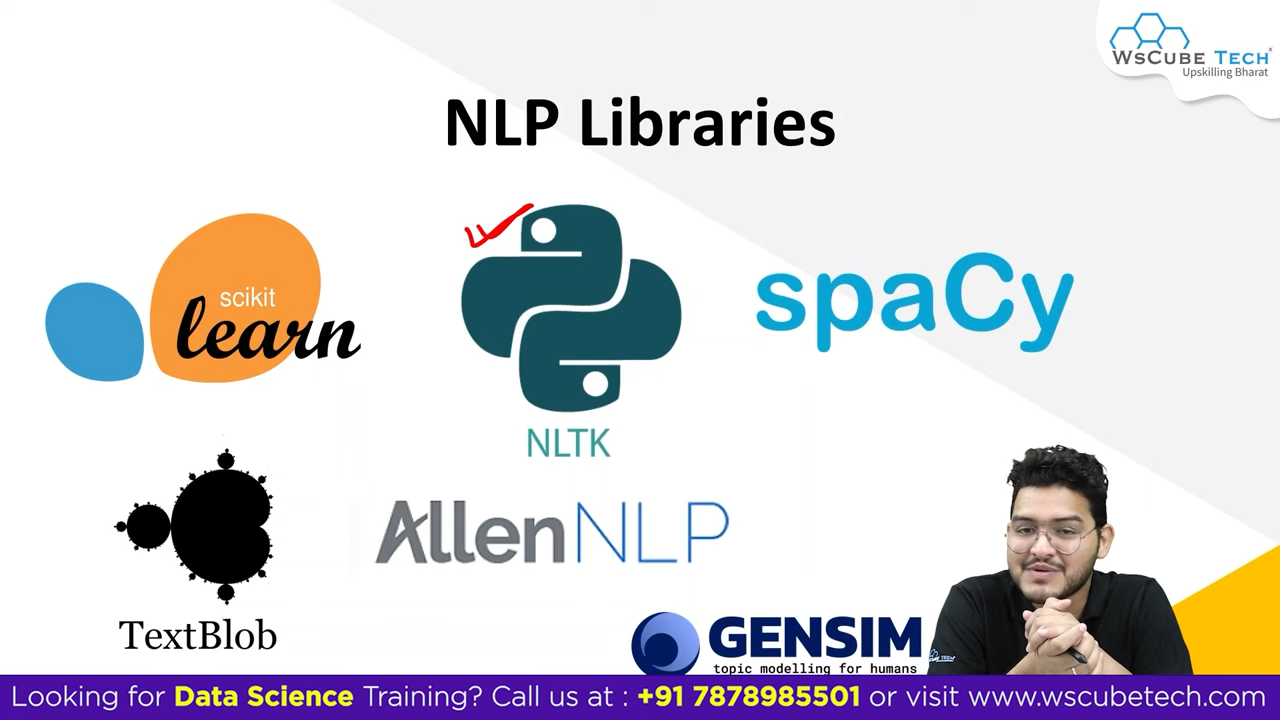 WsCube Tech
Upskilling Bharat
NLP Libraries
scikit
learn
spaCy
NLTK
AllenNLP
TextBlob
GENSIM
topic modelling for humans
Looking for Data Science Training? Call us at : +91 7878985501 or visit www.wscubetech.com